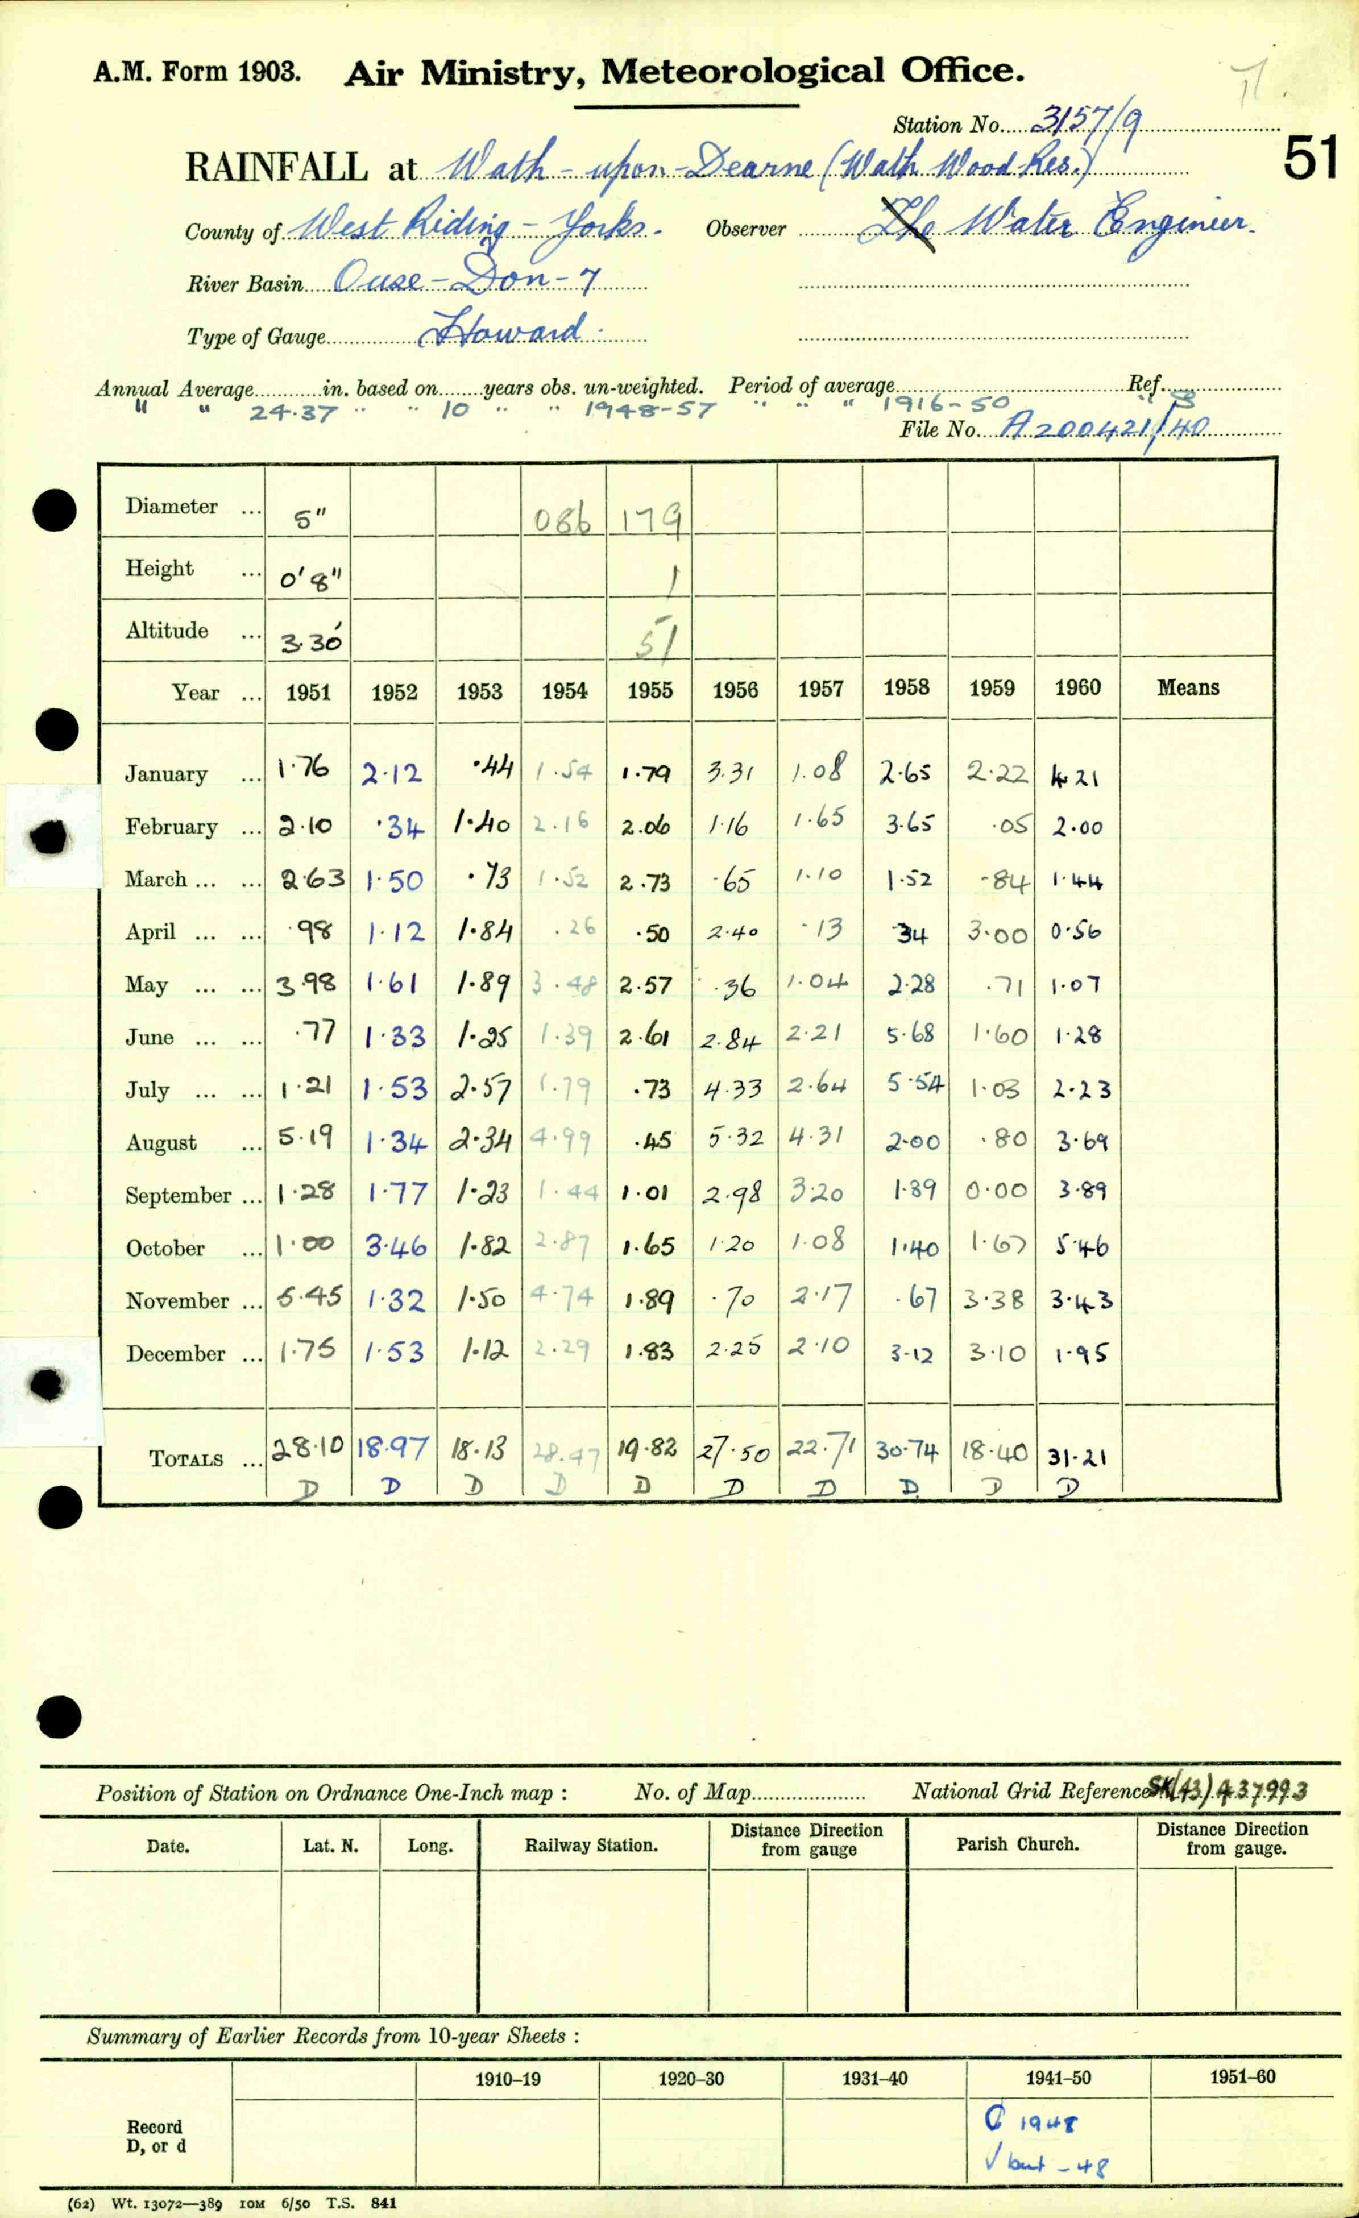 A.M. Form 1903. Air Ministry, Meteorological Office.
Station No. 3157/9
51
RAINFALL at Wath-upon-Dearne (Wath Wood Res.)
County of West Riding - Yorks. Observer The Water Engineer.
River Basin Ouse-Don-7
Type of Gauge Howard.
Annual Average in. based on years obs. un-weighted. Period of average Ref.
" " 24.37 " " 10 " " 1948-57 " " " 1916-50 " S
File No. A200421/40
Diameter ... 5" 086 179
Height ... 0'8" 1
Altitude ... 330' 51
Year ... 1951 1952 1953 1954 1955 1956 1957 1958 1959 1960 Means
January ... 1.76 2.12 .44 1.54 1.79 3.31 1.08 2.65 2.22 4.21
February ... 2.10 .34 1.40 2.16 2.06 1.16 1.65 3.65 .05 2.00
March ... ... 2.63 1.50 .73 1.52 2.73 .65 1.10 1.52 .84 1.44
April ... ... .98 1.12 1.84 .26 .50 2.40 .13 .34 3.00 0.56
May ... ... 3.98 1.61 1.89 3.48 2.57 .36 1.04 2.28 .71 1.07
June ... ... .77 1.33 1.25 1.39 2.61 2.84 2.21 5.68 1.60 1.28
July ... ... 1.21 1.53 2.57 1.79 .73 4.33 2.64 5.54 1.03 2.23
August ... 5.19 1.34 2.34 4.99 .45 5.32 4.31 2.00 .80 3.69
September ... 1.28 1.77 1.23 1.44 1.01 2.98 3.20 1.89 0.00 3.89
October ... 1.00 3.46 1.82 2.87 1.65 1.20 1.08 1.40 1.67 5.46
November ... 5.45 1.32 1.50 4.74 1.89 .70 2.17 .67 3.38 3.43
December ... 1.75 1.53 1.12 2.29 1.83 2.25 2.10 3.12 3.10 1.95
TOTALS ... 28.10 18.97 18.13 28.47 19.82 27.50 22.71 30.74 18.40 31.21
D D D D D D D D D D
Position of Station on Ordnance One-Inch map : No. of Map National Grid Reference SK(43) 437993
Date. Lat. N. Long. Railway Station. Distance Direction from gauge Parish Church. Distance Direction from gauge.
Summary of Earlier Records from 10-year Sheets :
1910–19 1920–30 1931–40 1941–50 1951–60
Record D, or d
1948
√ but - 48
(62) Wt. 13072—389 10M 6/50 T.S. 841